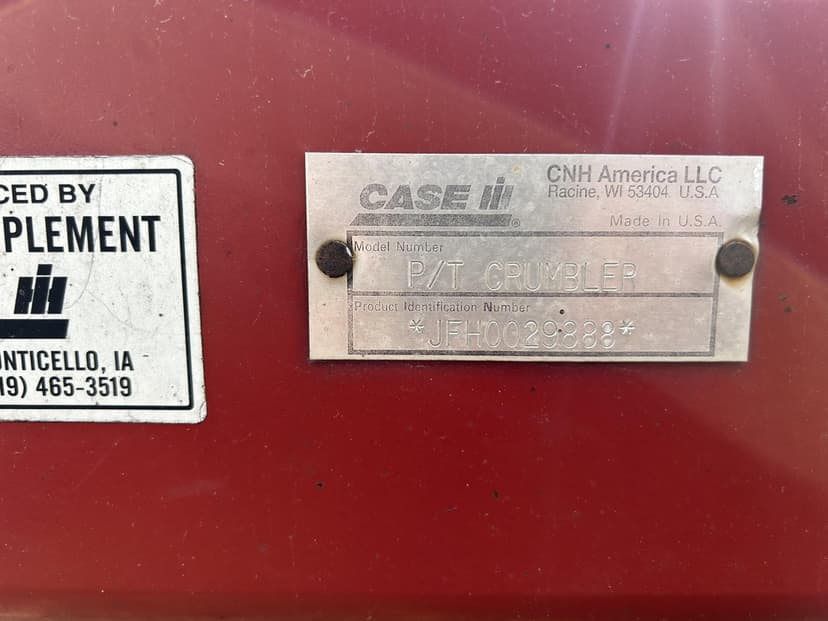 CED BY
PLEMENT
NTICELLO, IA
19) 465-3519
CASE IH
®
CNH America LLC
Racine, WI 53404 U.S.A
Made In U.S.A.
Model Number
P/T CRUMBLER
Product Identification Number
*JFH0029888*